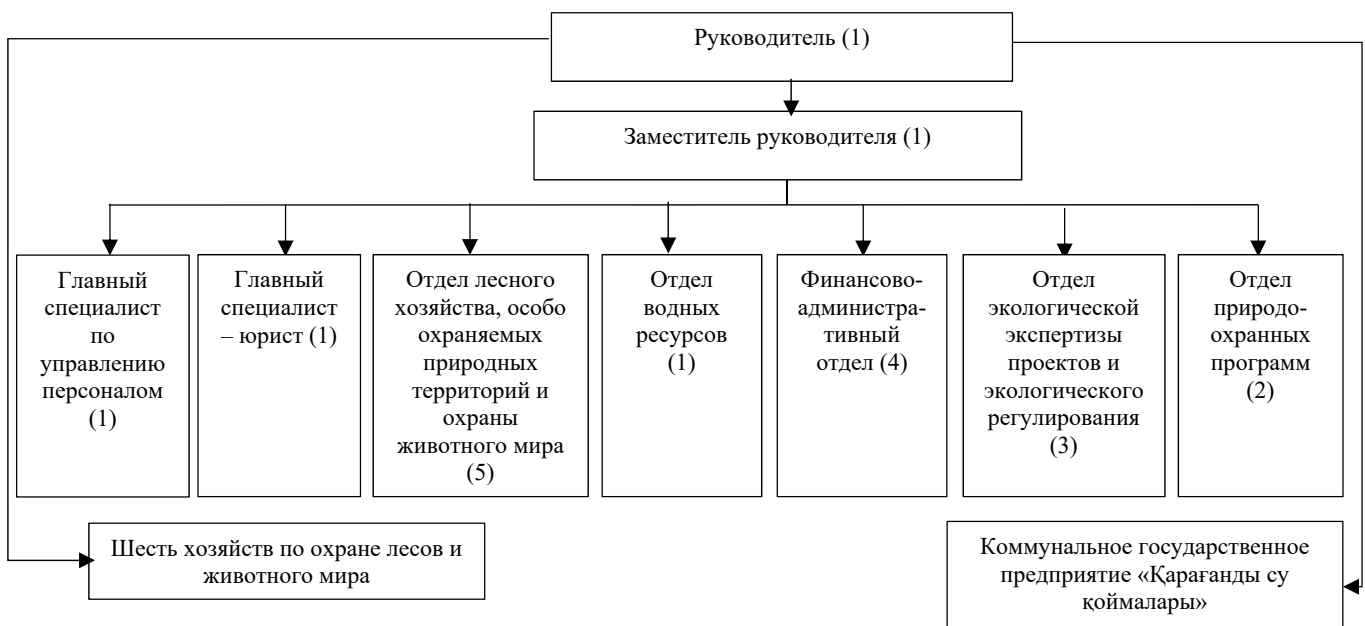 Руководитель (1)
Заместитель руководителя (1)
Главный
специалист
по
управлению
персоналом
(1)
Главный
специалист
– юрист (1)
Отдел лесного
хозяйства, особо
охраняемых
природных
территорий и
охраны
животного мира
(5)
Отдел
водных
ресурсов
(1)
Финансово-
администра-
тивный
отдел (4)
Отдел
экологической
экспертизы
проектов и
экологического
регулирования
(3)
Отдел
природо-
охранных
программ
(2)
Шесть хозяйств по охране лесов и
животного мира
Коммунальное государственное
предприятие «Қарағанды су
қоймалары»